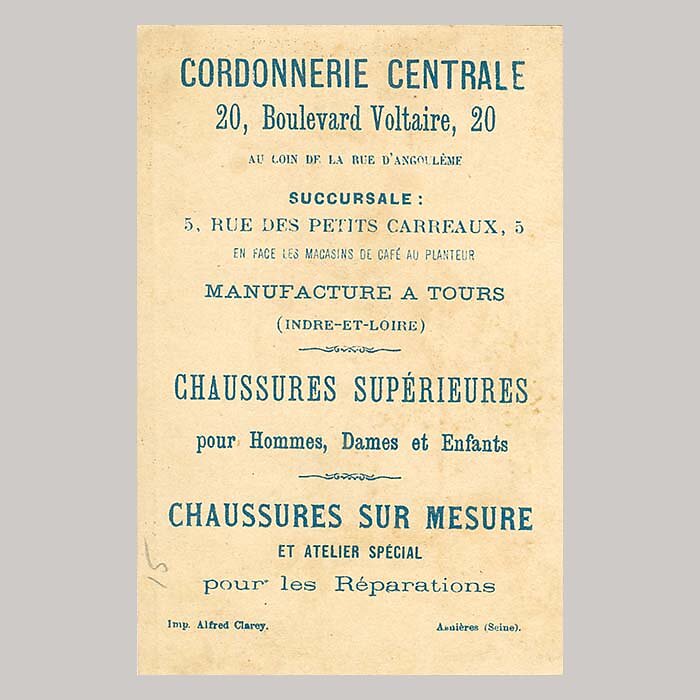 CORDONNERIE CENTRALE
20, Boulevard Voltaire, 20
AU COIN DE LA RUE D'ANGOULÊME
SUCCURSALE :
5, RUE DES PETITS CARREAUX, 5
EN FACE LES MAGASINS DE CAFÉ AU PLANTEUR
MANUFACTURE A TOURS
(INDRE-ET-LOIRE)
CHAUSSURES SUPÉRIEURES
pour Hommes, Dames et Enfants
CHAUSSURES SUR MESURE
ET ATELIER SPÉCIAL
pour les Réparations
15
Imp. Alfred Clarey. Asnières (Seine).